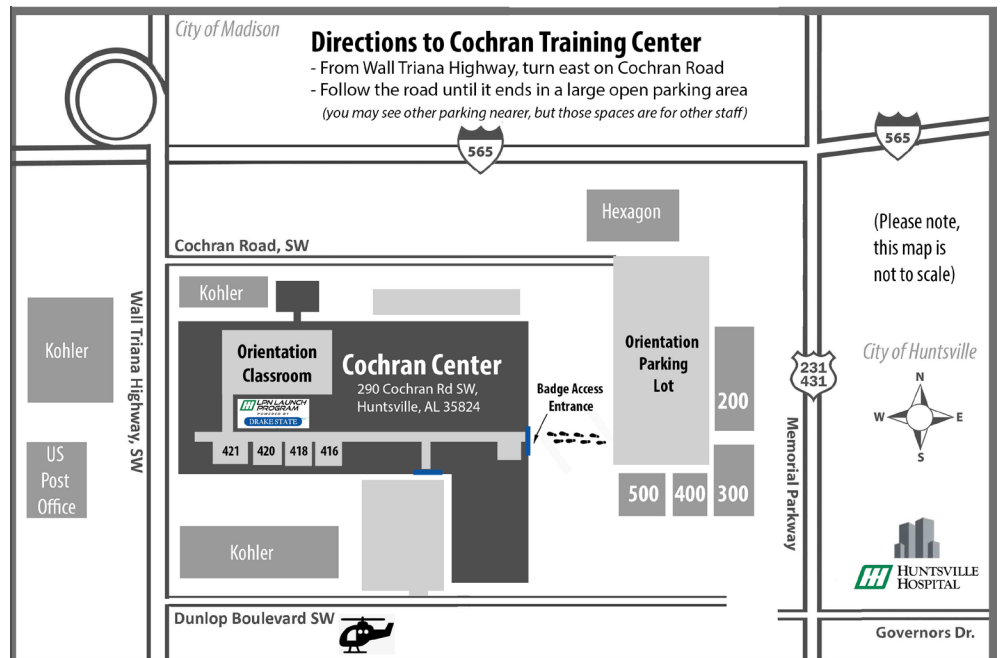 City of Madison
Directions to Cochran Training Center
- From Wall Triana Highway, turn east on Cochran Road
- Follow the road until it ends in a large open parking area
(you may see other parking nearer, but those spaces are for other staff)
565
565
Hexagon
(Please note,
this map is
not to scale)
Cochran Road, SW
Kohler
Kohler
Wall Triana Highway, SW
Orientation
Classroom
Cochran Center
290 Cochran Rd SW,
Huntsville, AL 35824
LPN LAUNCH
PROGRAM
POWERED BY
DRAKE STATE
Badge Access
Entrance
Orientation
Parking
Lot
200
231
431
City of Huntsville
N
W
E
S
Memorial Parkway
421
420
418
416
US
Post
Office
500
400
300
Kohler
HUNTSVILLE
HOSPITAL
Dunlop Boulevard SW
Governors Dr.